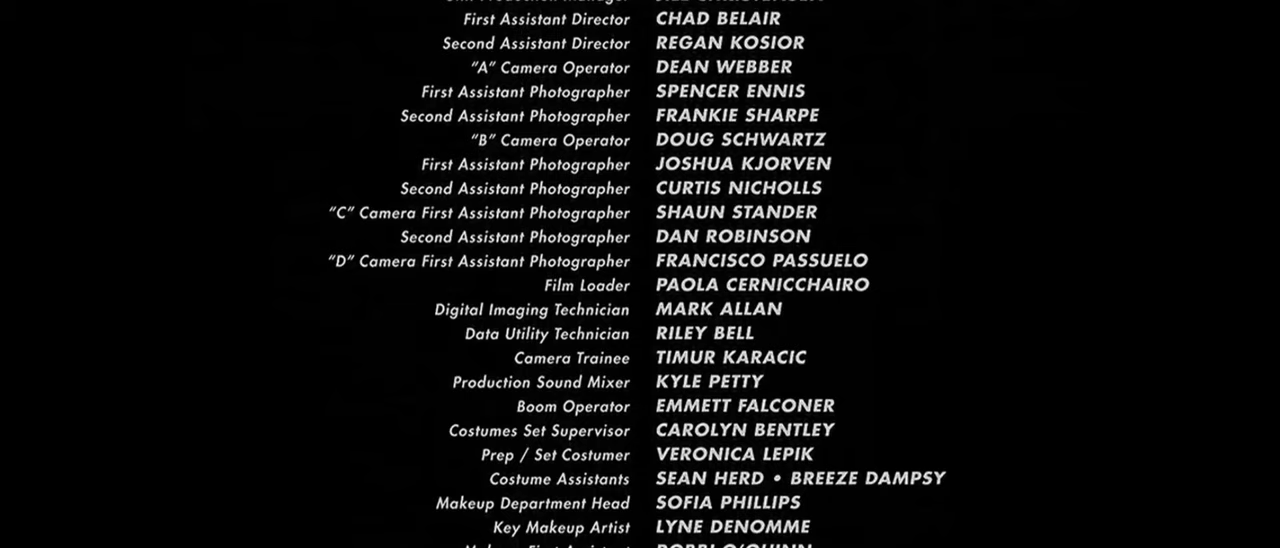 First Assistant Director CHAD BELAIR
Second Assistant Director REGAN KOSIOR
"A" Camera Operator DEAN WEBBER
First Assistant Photographer SPENCER ENNIS
Second Assistant Photographer FRANKIE SHARPE
"B" Camera Operator DOUG SCHWARTZ
First Assistant Photographer JOSHUA KJORVEN
Second Assistant Photographer CURTIS NICHOLLS
"C" Camera First Assistant Photographer SHAUN STANDER
Second Assistant Photographer DAN ROBINSON
"D" Camera First Assistant Photographer FRANCISCO PASSUELO
Film Loader PAOLA CERNICCHAIRO
Digital Imaging Technician MARK ALLAN
Data Utility Technician RILEY BELL
Camera Trainee TIMUR KARACIC
Production Sound Mixer KYLE PETTY
Boom Operator EMMETT FALCONER
Costumes Set Supervisor CAROLYN BENTLEY
Prep / Set Costumer VERONICA LEPIK
Costume Assistants SEAN HERD • BREEZE DAMPSY
Makeup Department Head SOFIA PHILLIPS
Key Makeup Artist LYNE DENOMME